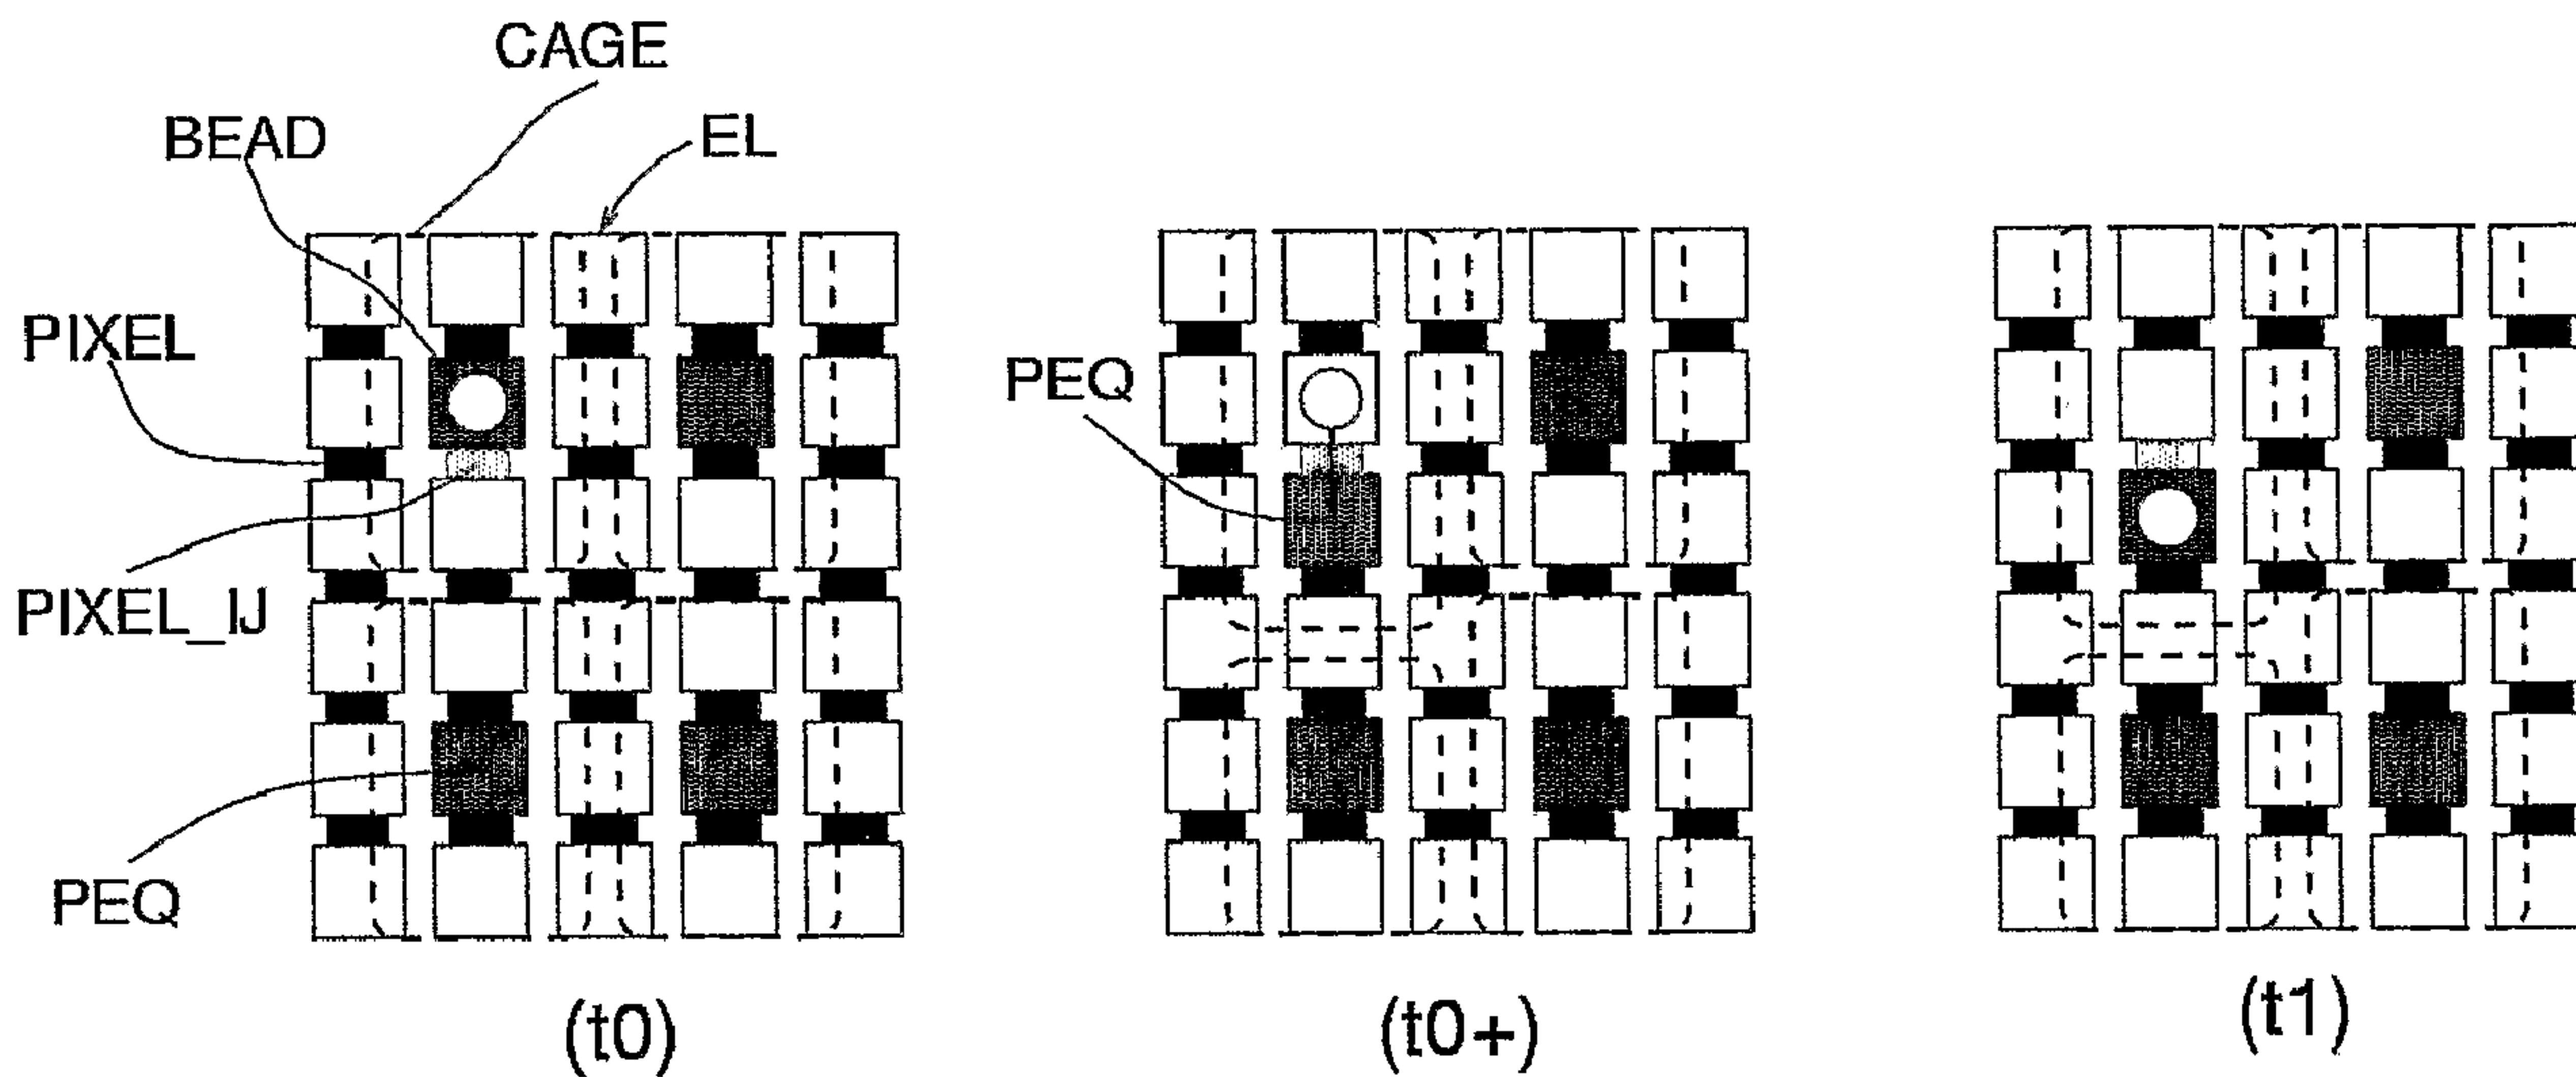 CAGE
BEAD
EL
PIXEL
PEQ
PIXEL_IJ
PEQ
(t0)
(t0+)
(t1)